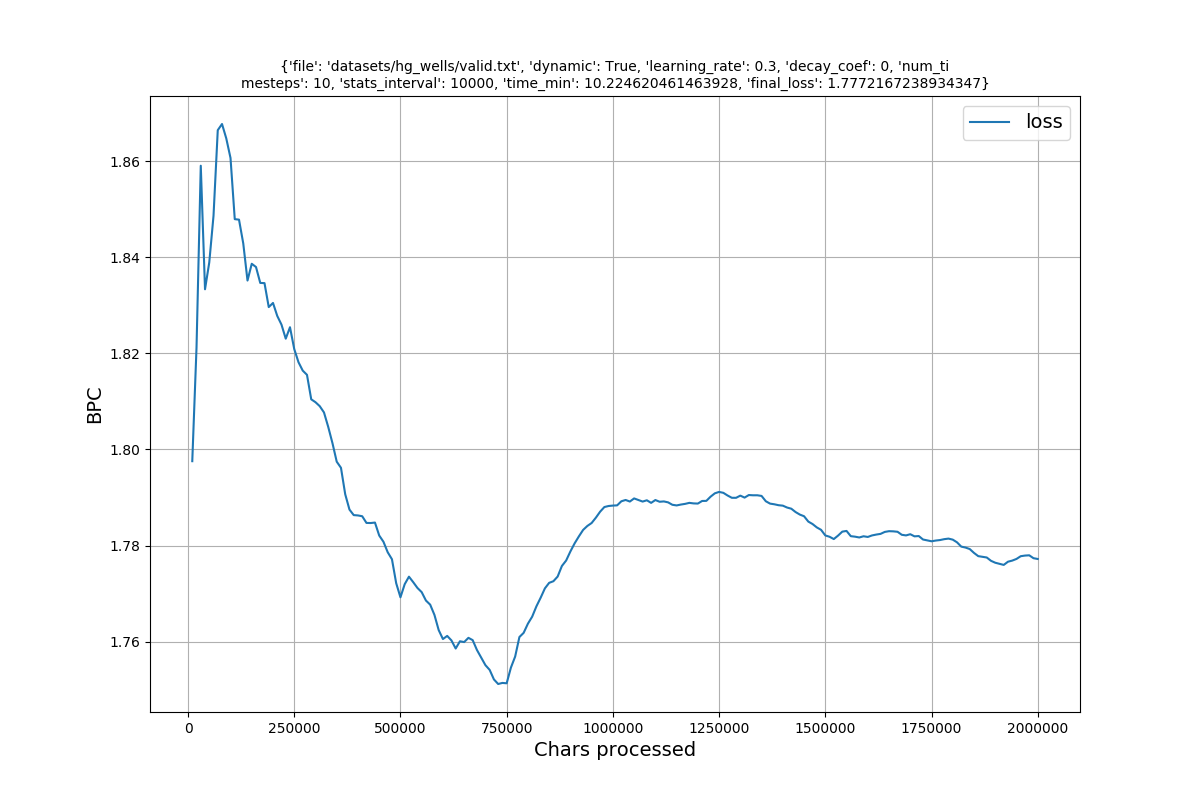 {'file': 'datasets/hg_wells/valid.txt', 'dynamic': True, 'learning_rate': 0.3, 'decay_coef': 0, 'num_ti
mesteps': 10, 'stats_interval': 10000, 'time_min': 10.224620461463928, 'final_loss': 1.7772167238934347}
loss
1.86
1.84
1.82
1.80
1.78
1.76
BPC
0 250000 500000 750000 1000000 1250000 1500000 1750000 2000000
Chars processed